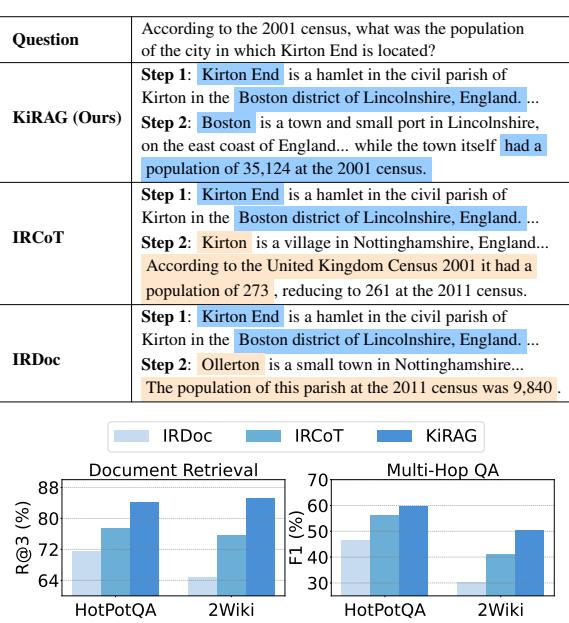 Question
According to the 2001 census, what was the population
of the city in which Kirton End is located?
KiRAG (Ours)
Step 1: Kirton End is a hamlet in the civil parish of
Kirton in the Boston district of Lincolnshire, England. ...
Step 2: Boston is a town and small port in Lincolnshire,
on the east coast of England... while the town itself had a
population of 35,124 at the 2001 census.
IRCoT
Step 1: Kirton End is a hamlet in the civil parish of
Kirton in the Boston district of Lincolnshire, England. ...
Step 2: Kirton is a village in Nottinghamshire, England...
According to the United Kingdom Census 2001 it had a
population of 273 , reducing to 261 at the 2011 census.
IRDoc
Step 1: Kirton End is a hamlet in the civil parish of
Kirton in the Boston district of Lincolnshire, England. ...
Step 2: Ollerton is a small town in Nottinghamshire...
The population of this parish at the 2011 census was 9,840 .
IRDoc IRCoT KiRAG
Document Retrieval
R@3 (%)
88
80
72
64
HotPotQA 2Wiki
Multi-Hop QA
F1 (%)
70
60
50
40
30
HotPotQA 2Wiki